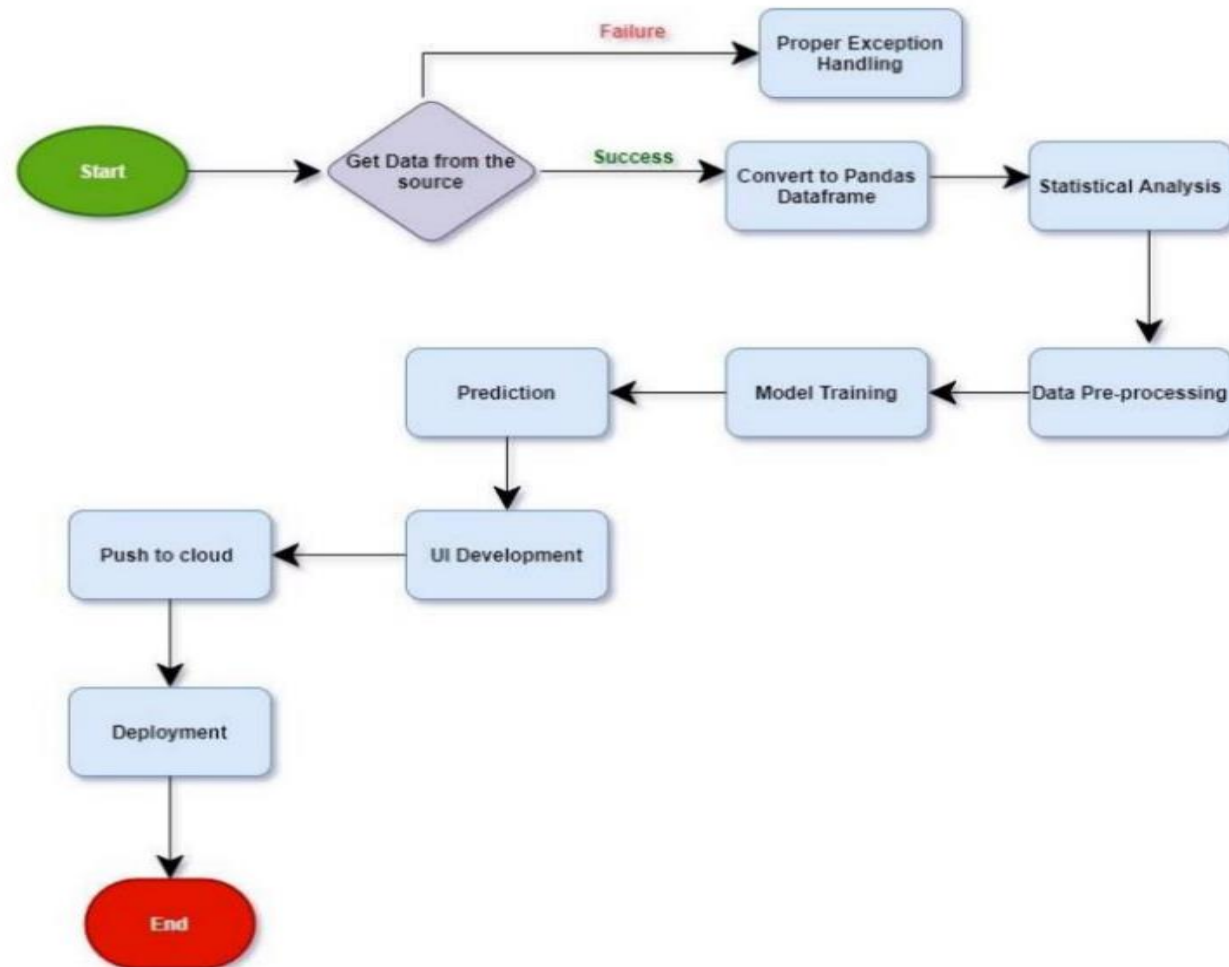 Failure
Proper Exception
Handling
Start
Get Data from the
source
Success
Convert to Pandas
Dataframe
Statistical Analysis
Prediction
Model Training
Data Pre-processing
Push to cloud
UI Development
Deployment
End